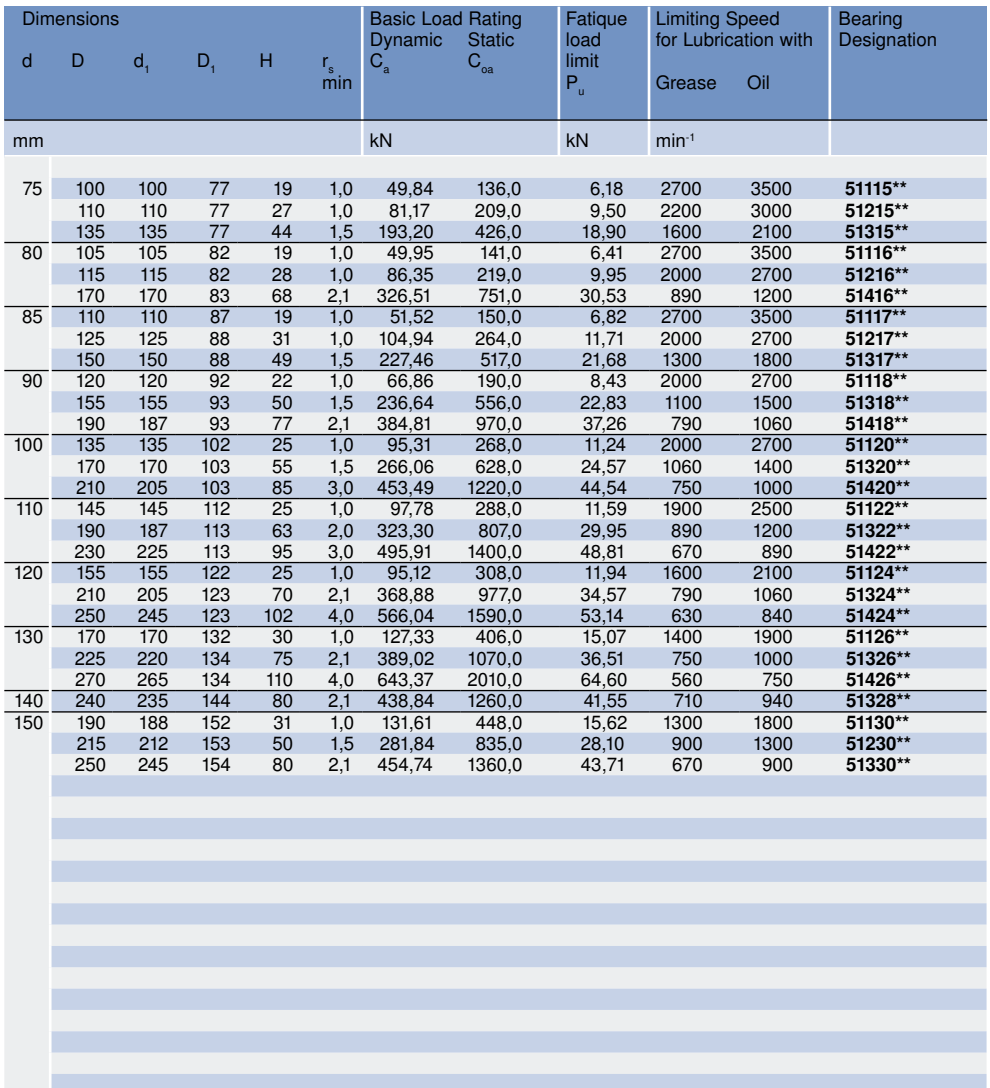 Dimensions Basic Load Rating Fatique Limiting Speed Bearing
Dynamic Static load for Lubrication with Designation
d D d1 D1 H rs Ca Coa limit
min Pu Grease Oil
mm kN kN min-1
75 100 100 77 19 1,0 49,84 136,0 6,18 2700 3500 51115**
110 110 77 27 1,0 81,17 209,0 9,50 2200 3000 51215**
135 135 77 44 1,5 193,20 426,0 18,90 1600 2100 51315**
80 105 105 82 19 1,0 49,95 141,0 6,41 2700 3500 51116**
115 115 82 28 1,0 86,35 219,0 9,95 2000 2700 51216**
170 170 83 68 2,1 326,51 751,0 30,53 890 1200 51416**
85 110 110 87 19 1,0 51,52 150,0 6,82 2700 3500 51117**
125 125 88 31 1,0 104,94 264,0 11,71 2000 2700 51217**
150 150 88 49 1,5 227,46 517,0 21,68 1300 1800 51317**
90 120 120 92 22 1,0 66,86 190,0 8,43 2000 2700 51118**
155 155 93 50 1,5 236,64 556,0 22,83 1100 1500 51318**
190 187 93 77 2,1 384,81 970,0 37,26 790 1060 51418**
100 135 135 102 25 1,0 95,31 268,0 11,24 2000 2700 51120**
170 170 103 55 1,5 266,06 628,0 24,57 1060 1400 51320**
210 205 103 85 3,0 453,49 1220,0 44,54 750 1000 51420**
110 145 145 112 25 1,0 97,78 288,0 11,59 1900 2500 51122**
190 187 113 63 2,0 323,30 807,0 29,95 890 1200 51322**
230 225 113 95 3,0 495,91 1400,0 48,81 670 890 51422**
120 155 155 122 25 1,0 95,12 308,0 11,94 1600 2100 51124**
210 205 123 70 2,1 368,88 977,0 34,57 790 1060 51324**
250 245 123 102 4,0 566,04 1590,0 53,14 630 840 51424**
130 170 170 132 30 1,0 127,33 406,0 15,07 1400 1900 51126**
225 220 134 75 2,1 389,02 1070,0 36,51 750 1000 51326**
270 265 134 110 4,0 643,37 2010,0 64,60 560 750 51426**
140 240 235 144 80 2,1 438,84 1260,0 41,55 710 940 51328**
150 190 188 152 31 1,0 131,61 448,0 15,62 1300 1800 51130**
215 212 153 50 1,5 281,84 835,0 28,10 900 1300 51230**
250 245 154 80 2,1 454,74 1360,0 43,71 670 900 51330**